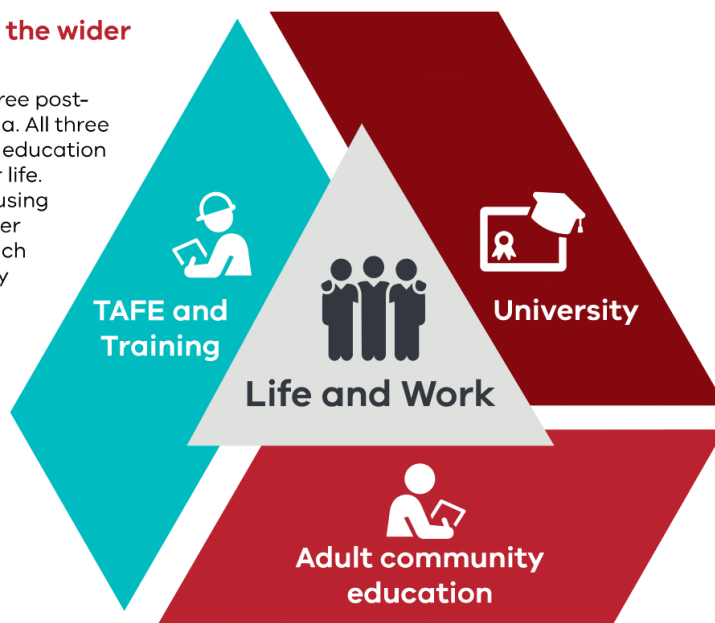 the wider
ree post-
a. All three
education
r life.
using
er
ch
y
TAFE and
Training
University
Life and Work
Adult community
education